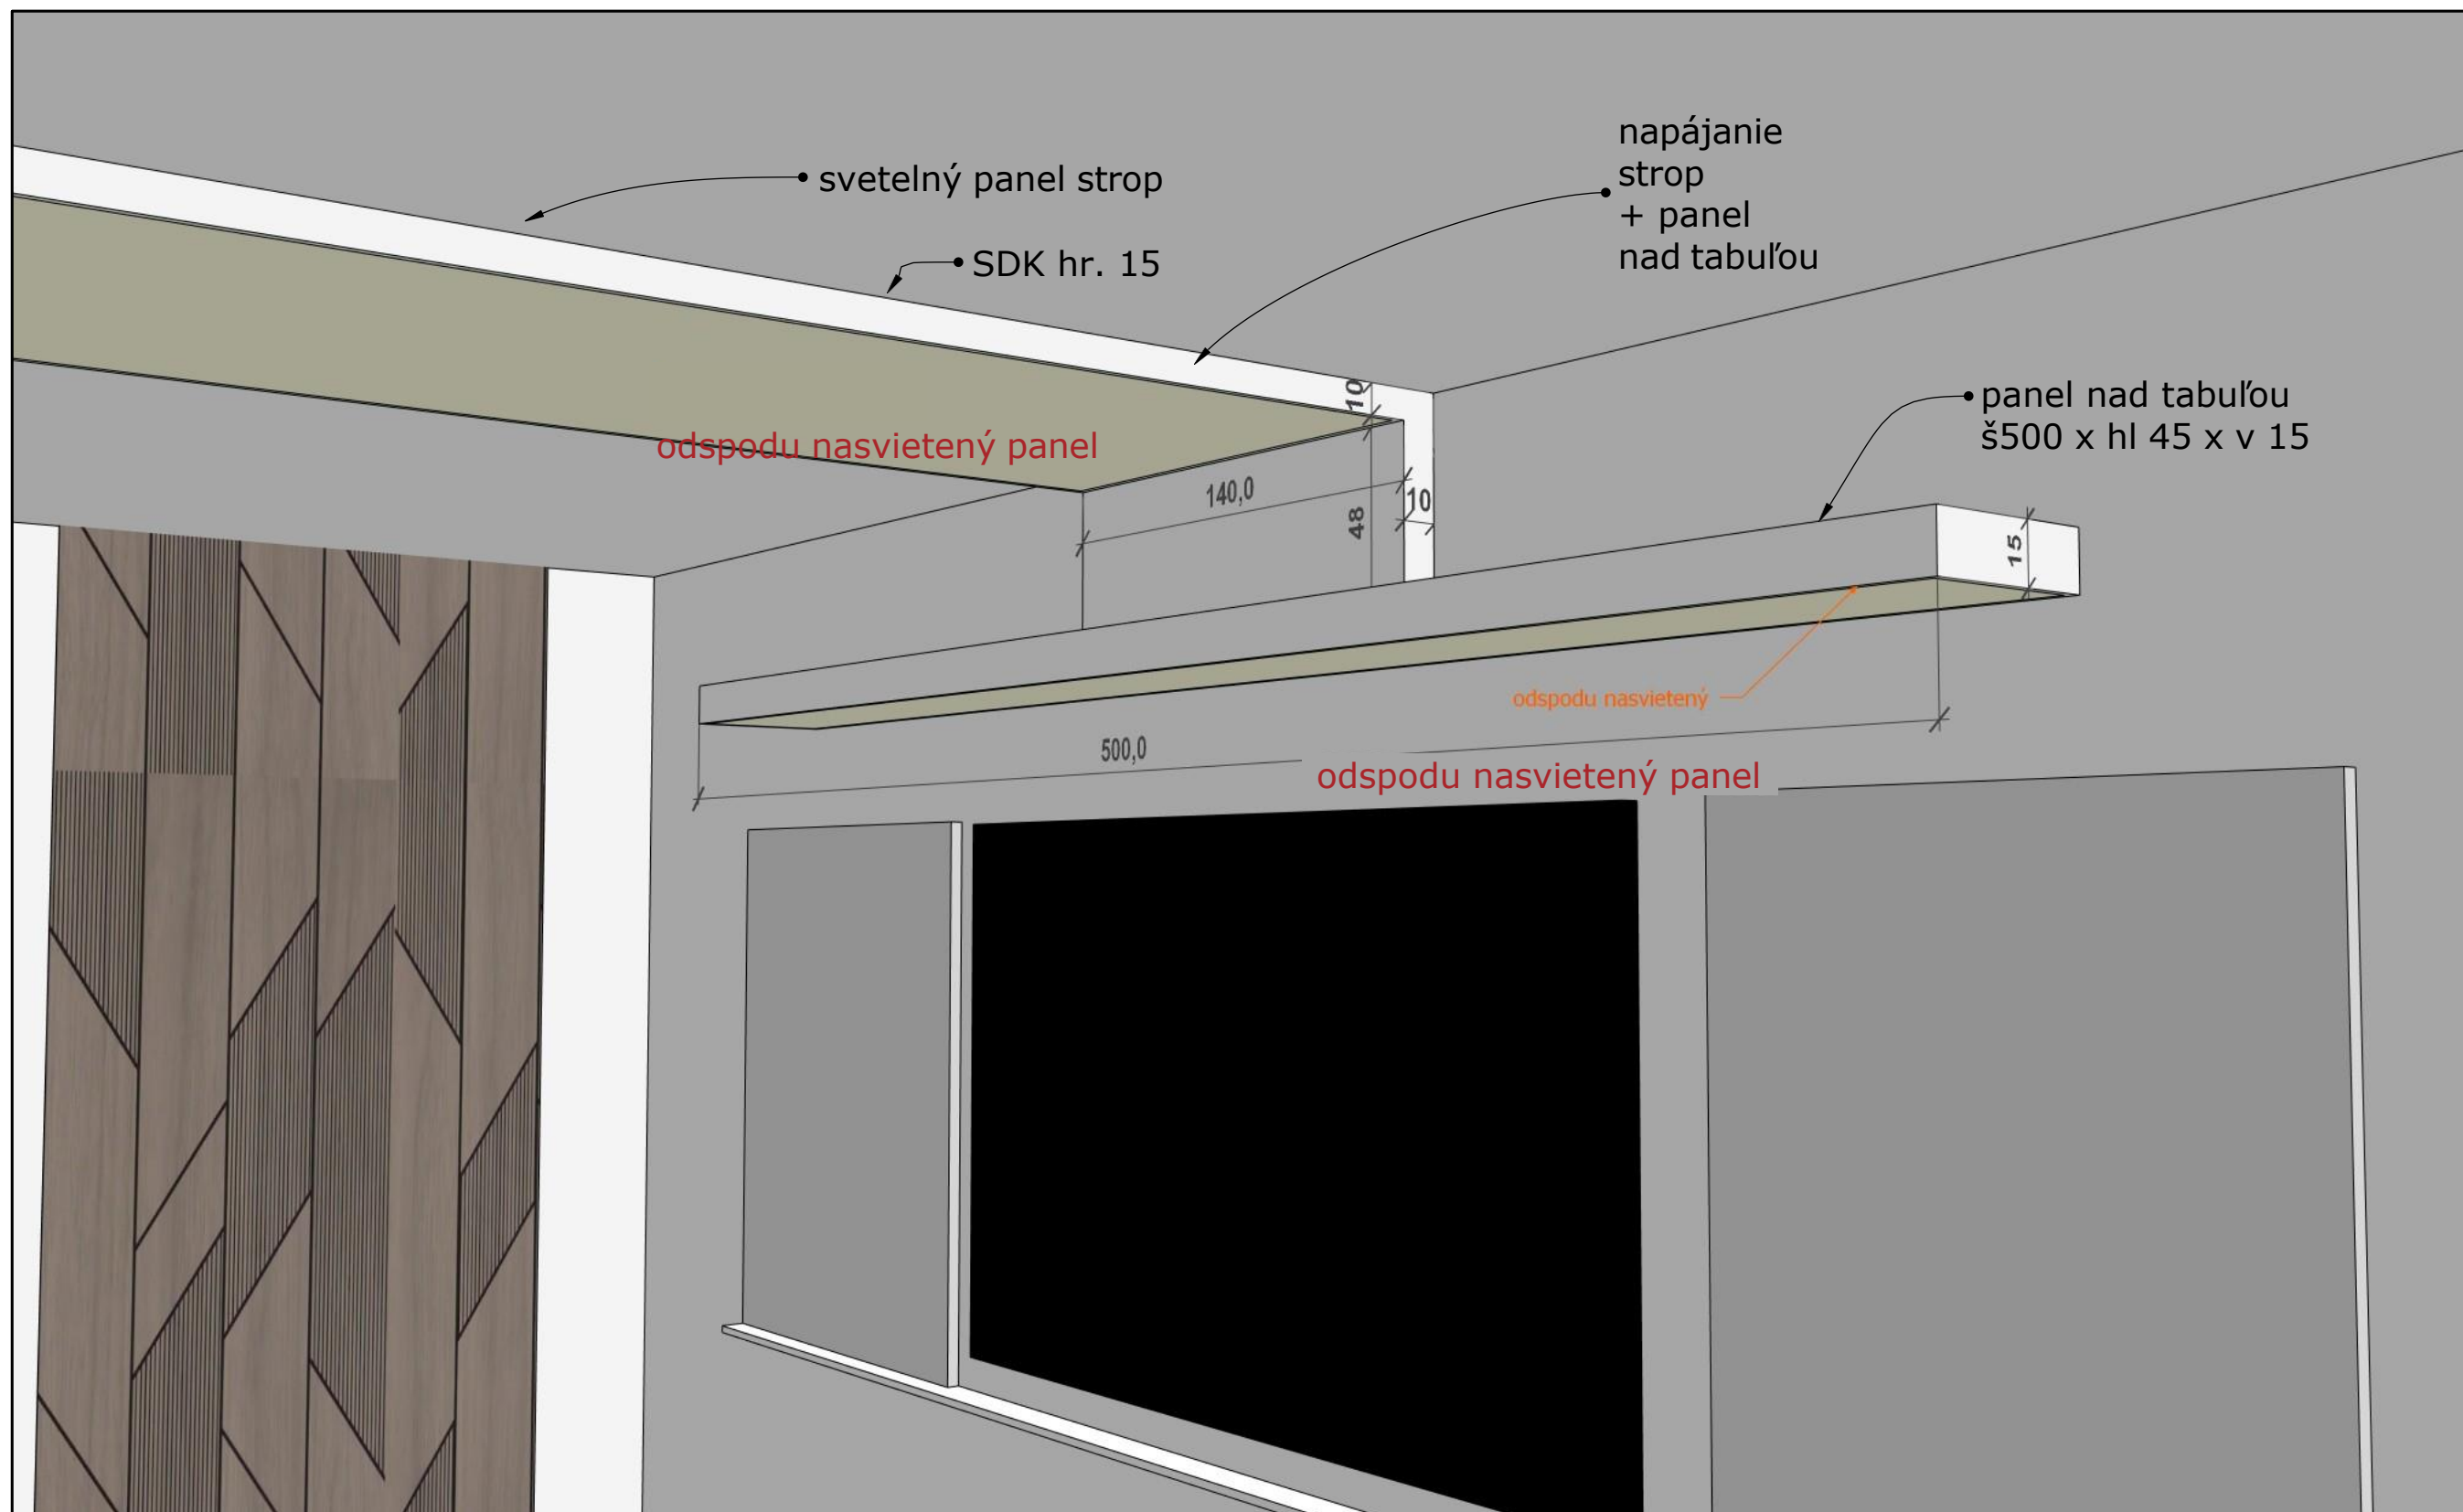 napájanie
strop
+ panel
nad tabuľou
svetelný panel strop
SDK hr. 15
10
panel nad tabuľou
š500 x hl 45 x v 15
odspodu nasvietený panel
140,0
10
48
15
odspodu nasvietený
500,0
odspodu nasvietený panel